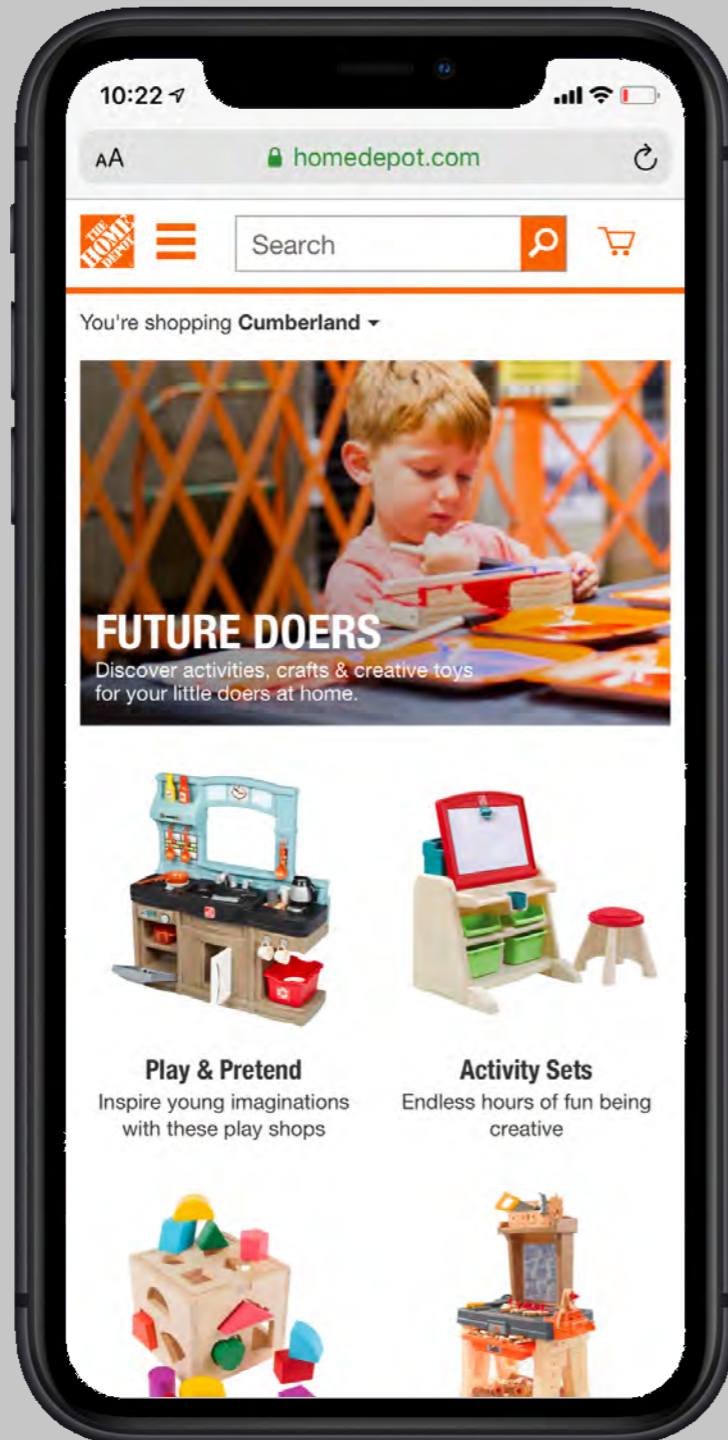 10:22
AA homedepot.com
THE
HOME
DEPOT
Search
You're shopping Cumberland
FUTURE DOERS
Discover activities, crafts & creative toys
for your little doers at home.
Play & Pretend
Inspire young imaginations
with these play shops
Activity Sets
Endless hours of fun being
creative